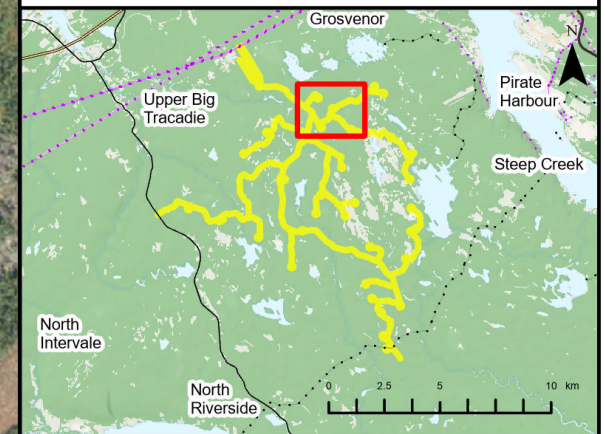 Grosvenor
N
Pirate
Harbour
Upper Big
Tracadie
Steep Creek
North
Intervale
North
Riverside
0 2.5 5 10 km